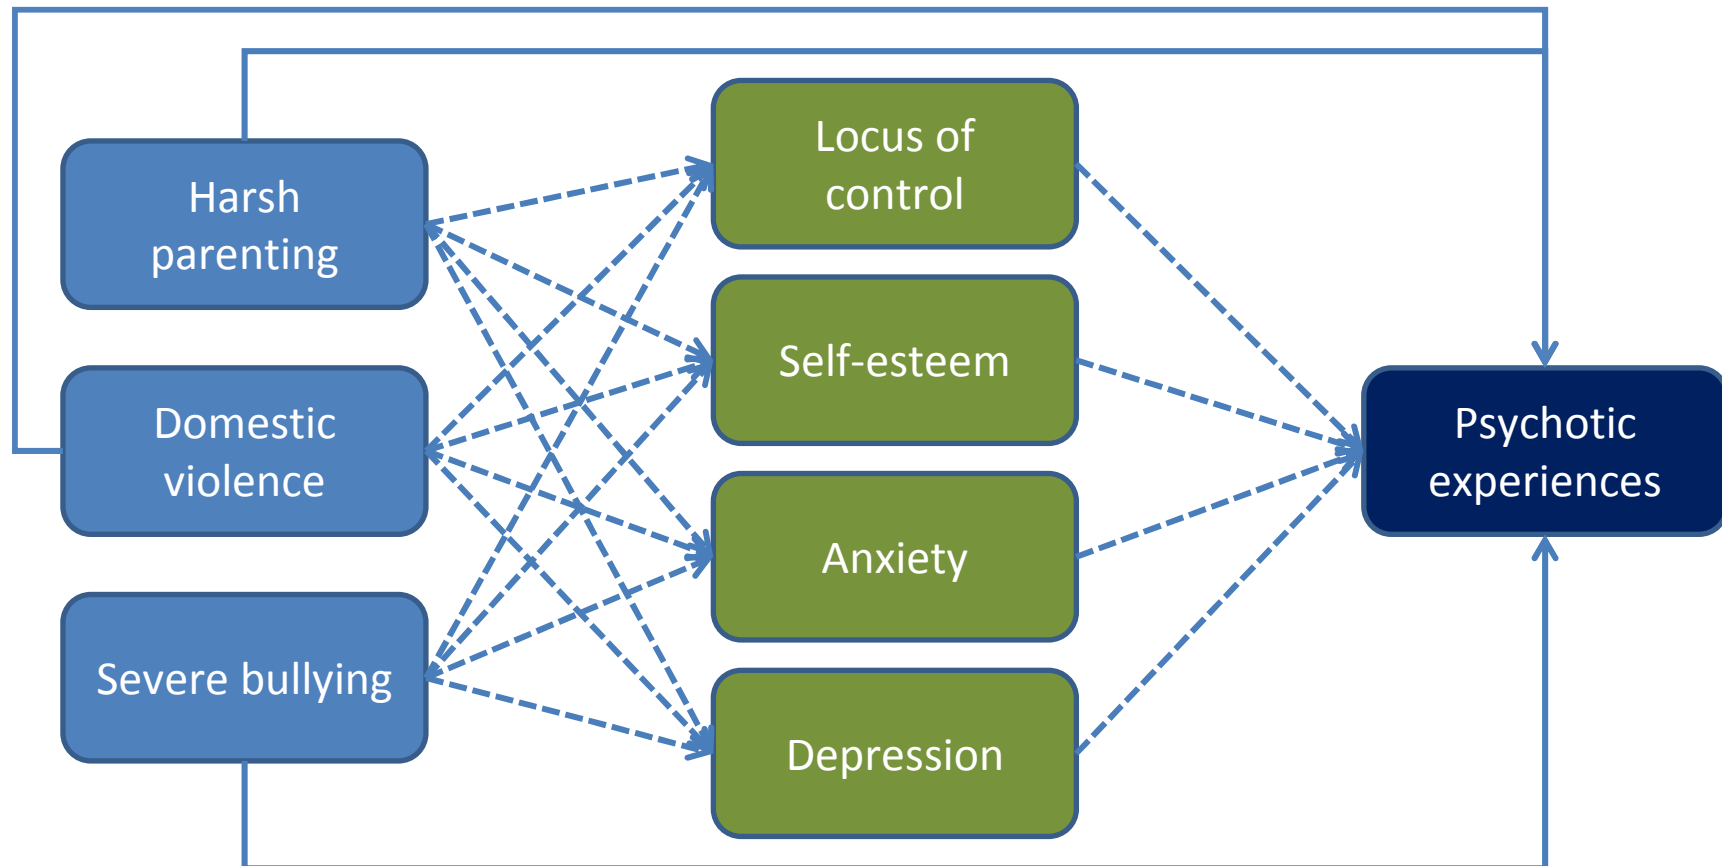 Harsh
parenting
Domestic
violence
Severe bullying
Locus of
control
Self-esteem
Anxiety
Depression
Psychotic
experiences